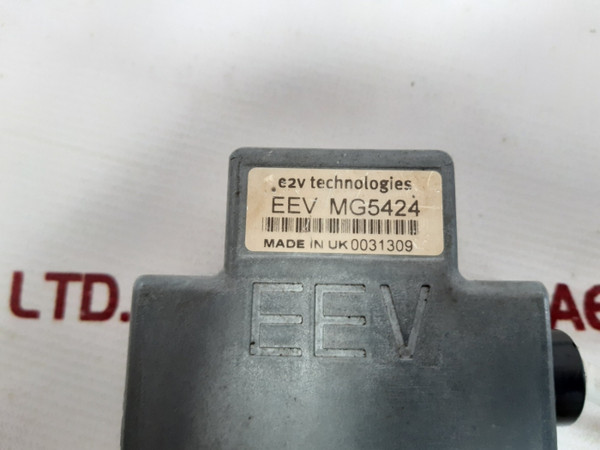 e2v technologies
EEV MG5424
MADE IN UK 0031309
EEV
LTD.